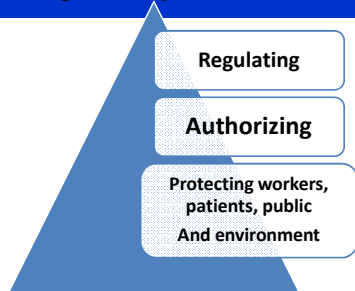 Regulating
Authorizing
Protecting workers,
patients, public
And environment